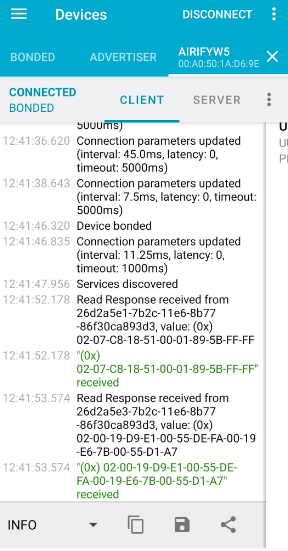 Devices
DISCONNECT
BONDED
ADVERTISER
AIRIFYW5
00:A0:50:1A:D6:9E
CONNECTED
BONDED
CLIENT
SERVER
5000ms)
12:41:36.620 Connection parameters updated
(interval: 45.0ms, latency: 0,
timeout: 5000ms)
12:41:38.643 Connection parameters updated
(interval: 7.5ms, latency: 0, timeout:
5000ms)
12:41:46.320 Device bonded
12:41:46.835 Connection parameters updated
(interval: 11.25ms, latency: 0,
timeout: 1000ms)
12:41:47.956 Services discovered
12:41:52.178 Read Response received from
26d2a5e1-7b2c-11e6-8b77
-86f30ca893d3, value: (0x)
02-07-C8-18-51-00-01-89-5B-FF-FF
12:41:52.178 "(0x)
02-07-C8-18-51-00-01-89-5B-FF-FF"
received
12:41:53.574 Read Response received from
26d2a5e3-7b2c-11e6-8b77
-86f30ca893d3, value: (0x)
02-00-19-D9-E1-00-55-DE-FA-00-19
-E6-7B-00-55-D1-A7
12:41:53.574 "(0x) 02-00-19-D9-E1-00-55-DE-
FA-00-19-E6-7B-00-55-D1-A7"
received
INFO